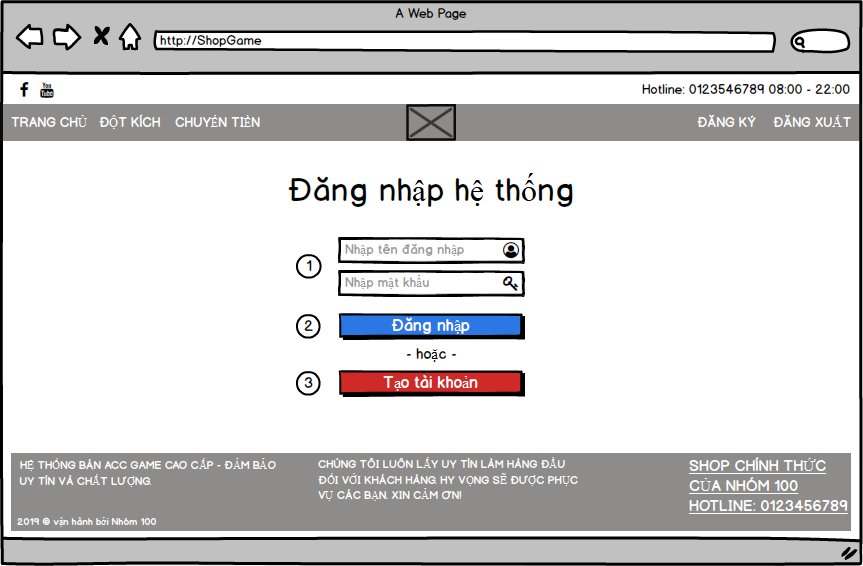 A Web Page
http://ShopGame
You
Tube
Hotline: 0123546789 08:00 - 22:00
TRANG CHỦ ĐỘT KÍCH CHUYỂN TIỀN
ĐĂNG KÝ ĐĂNG XUẤT
Đăng nhập hệ thống
1
Nhập tên đăng nhập
Nhập mật khẩu
2
Đăng nhập
- hoặc -
3
Tạo tài khoản
HỆ THỐNG BÁN ACC GAME CAO CẤP - ĐẢM BẢO
UY TÍN VÀ CHẤT LƯỢNG.
2019 © vận hành bởi Nhóm 100
CHÚNG TÔI LUÔN LẤY UY TÍN LÀM HÀNG ĐẦU
ĐỐI VỚI KHÁCH HÀNG. HY VỌNG SẼ ĐƯỢC PHỤC
VỤ CÁC BẠN. XIN CẢM ƠN!
SHOP CHÍNH THỨC
CỦA NHÓM 100
HOTLINE: 0123456789